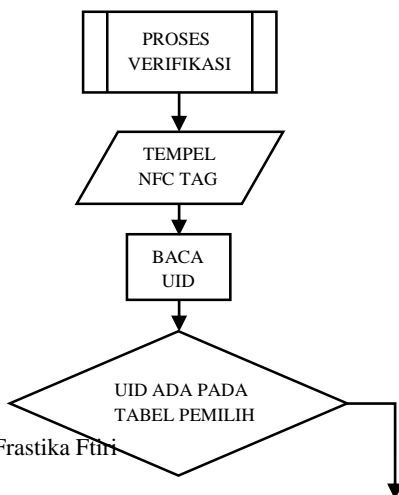 PROSES
VERIFIKASI
TEMPEL
NFC TAG
BACA
UID
UID ADA PADA
TABEL PEMILIH
Frastika Ftiri